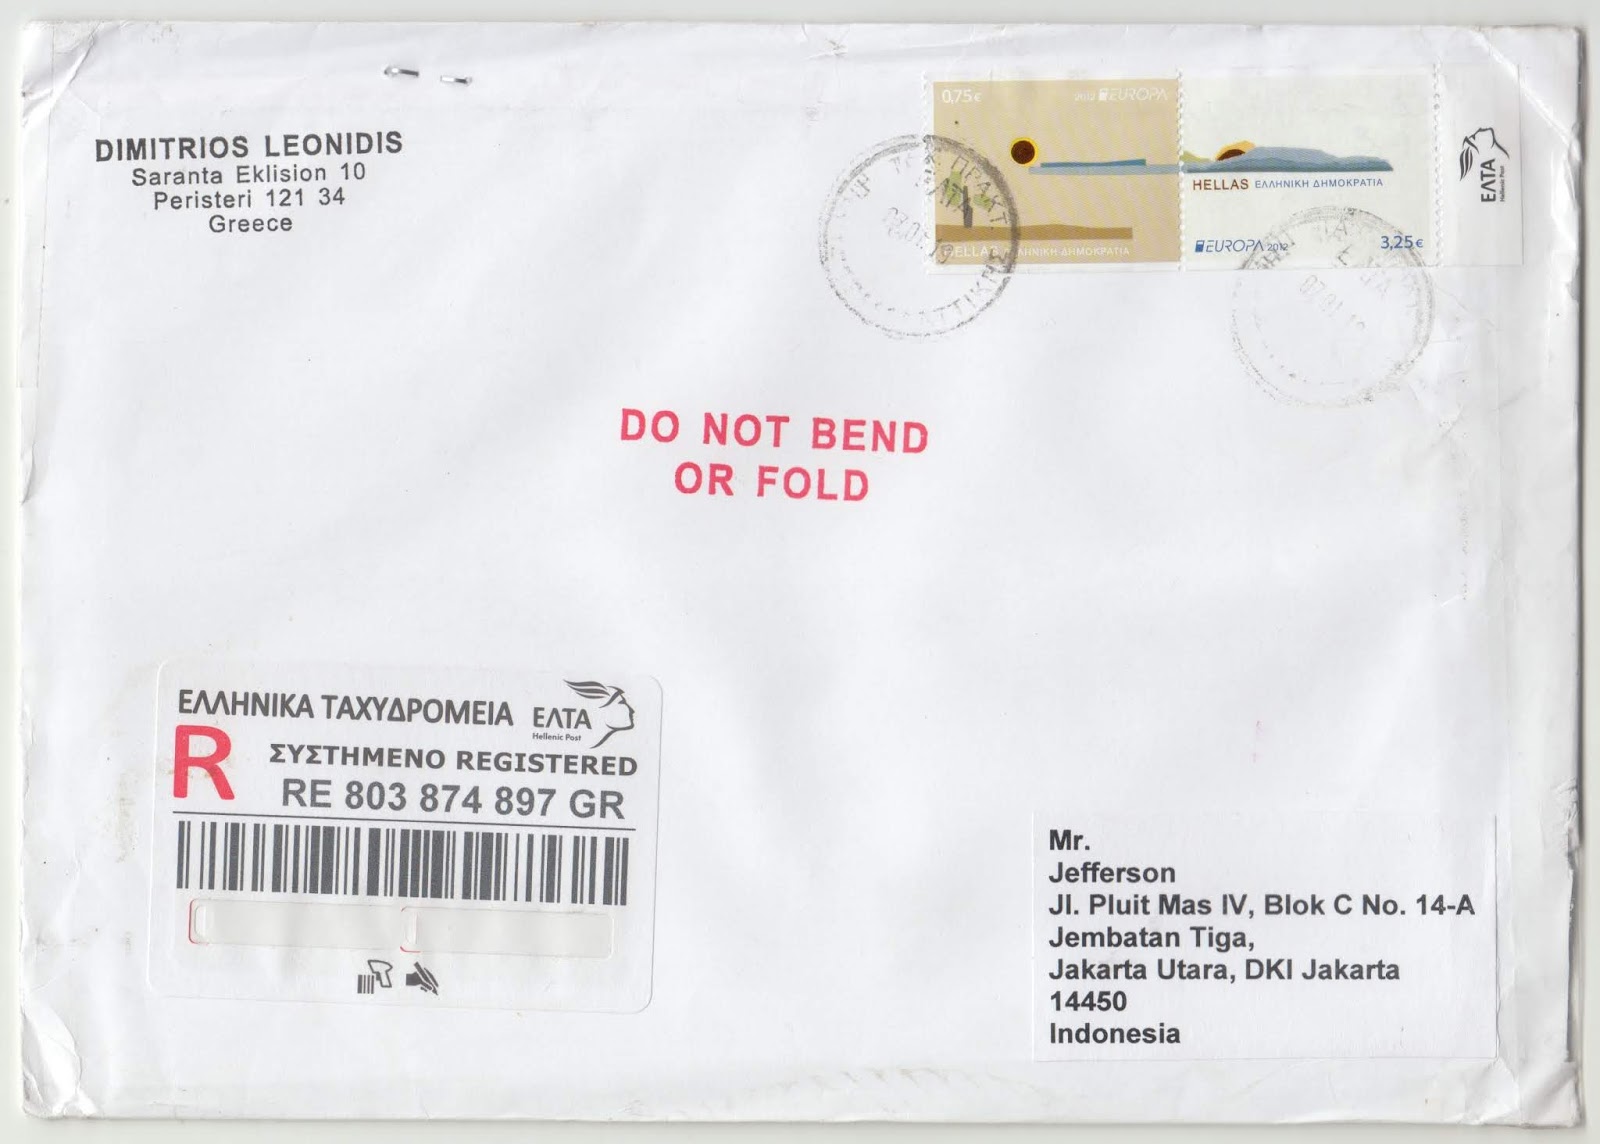 DIMITRIOS LEONIDIS
Saranta Eklision 10
Peristeri 121 34
Greece
0,75€
2012 EUROPA
HELLAS ΕΛΛΗΝΙΚΗ ΔΗΜΟΚΡΑΤΙΑ
HELLAS ΕΛΛΗΝΙΚΗ ΔΗΜΟΚΡΑΤΙΑ
EUROPA 2012
3,25€
ΕΛΤΑ
Hellenic Post
ΠΡΑΚΤ.
ΑΤΤΙΚΗΣ
DO NOT BEND
OR FOLD
ΕΛΛΗΝΙΚΑ ΤΑΧΥΔΡΟΜΕΙΑ
ΕΛΤΑ
Hellenic Post
R
ΣΥΣΤΗΜΕΝΟ REGISTERED
RE 803 874 897 GR
Mr.
Jefferson
Jl. Pluit Mas IV, Blok C No. 14-A
Jembatan Tiga,
Jakarta Utara, DKI Jakarta
14450
Indonesia